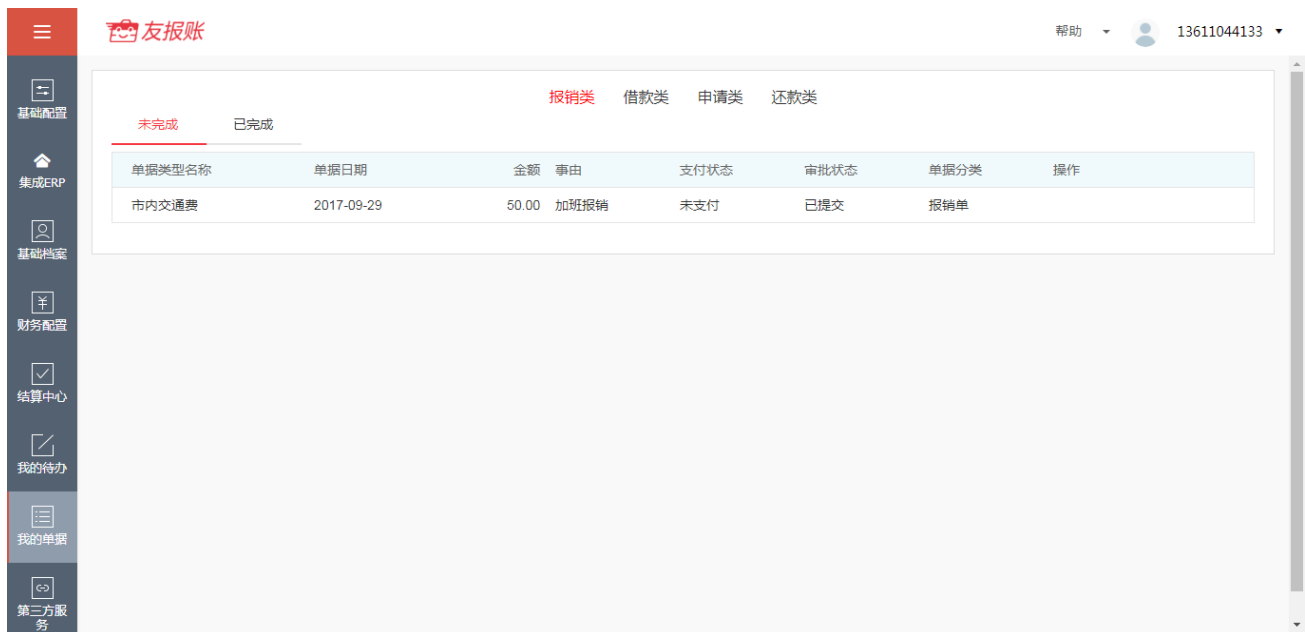 友报账
帮助
13611044133
基础配置
集成ERP
基础档案
财务配置
结算中心
我的待办
我的单据
第三方服
务
报销类 借款类 申请类 还款类
未完成 已完成
单据类型名称 单据日期 金额 事由 支付状态 审批状态 单据分类 操作
市内交通费 2017-09-29 50.00 加班报销 未支付 已提交 报销单